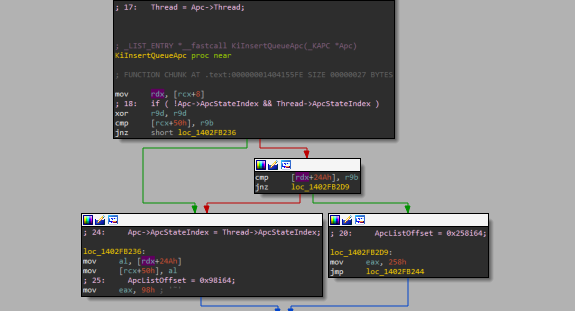 ; 17:   Thread = Apc->Thread;
; _LIST_ENTRY *__fastcall KiInsertQueueApc(_KAPC *Apc)
KiInsertQueueApc proc near
; FUNCTION CHUNK AT .text:00000001404155FE SIZE 00000027 BYTES
mov     rdx, [rcx+8]
; 18:   if ( !Apc->ApcStateIndex && Thread->ApcStateIndex )
xor     r9d, r9d
cmp     [rcx+50h], r9b
jnz     short loc_1402FB236
cmp     [rdx+24Ah], r9b
jnz     loc_1402FB2D9
; 24:     Apc->ApcStateIndex = Thread->ApcStateIndex;
loc_1402FB236:
mov     al, [rdx+24Ah]
mov     [rcx+50h], al
; 25:     ApcListOffset = 0x98i64;
mov     eax, 98h ;
; 20:     ApcListOffset = 0x258i64;
loc_1402FB2D9:
mov     eax, 258h
jmp     loc_1402FB244